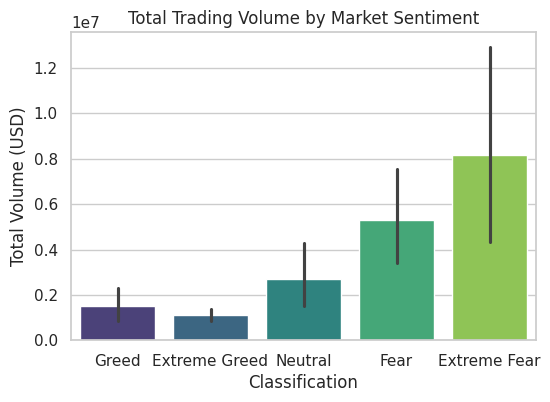 Total Trading Volume by Market Sentiment
1e7
1.2
1.0
0.8
0.6
0.4
0.2
0.0
Total Volume (USD)
Greed Extreme Greed Neutral Fear Extreme Fear
Classification